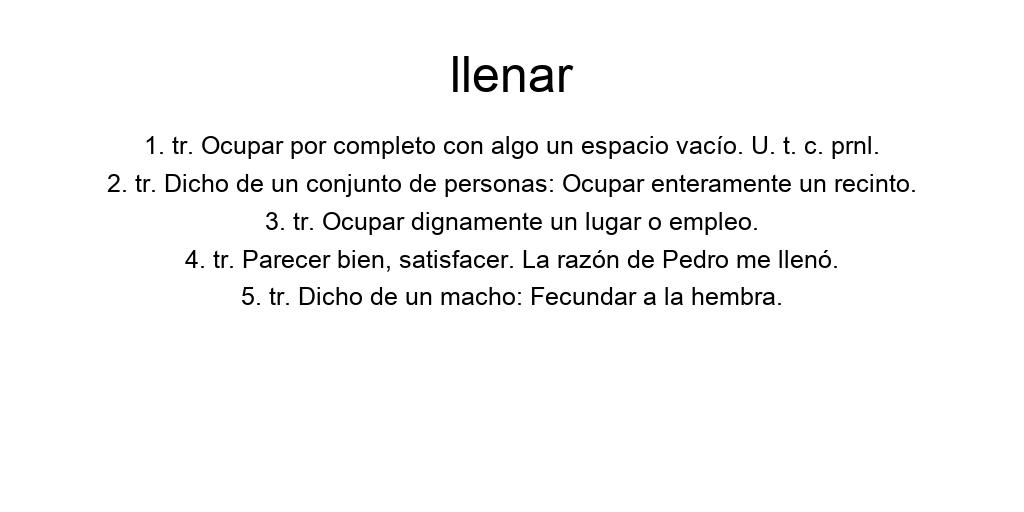 llenar
1. tr. Ocupar por completo con algo un espacio vacío. U. t. c. prnl.
2. tr. Dicho de un conjunto de personas: Ocupar enteramente un recinto.
3. tr. Ocupar dignamente un lugar o empleo.
4. tr. Parecer bien, satisfacer. La razón de Pedro me llenó.
5. tr. Dicho de un macho: Fecundar a la hembra.